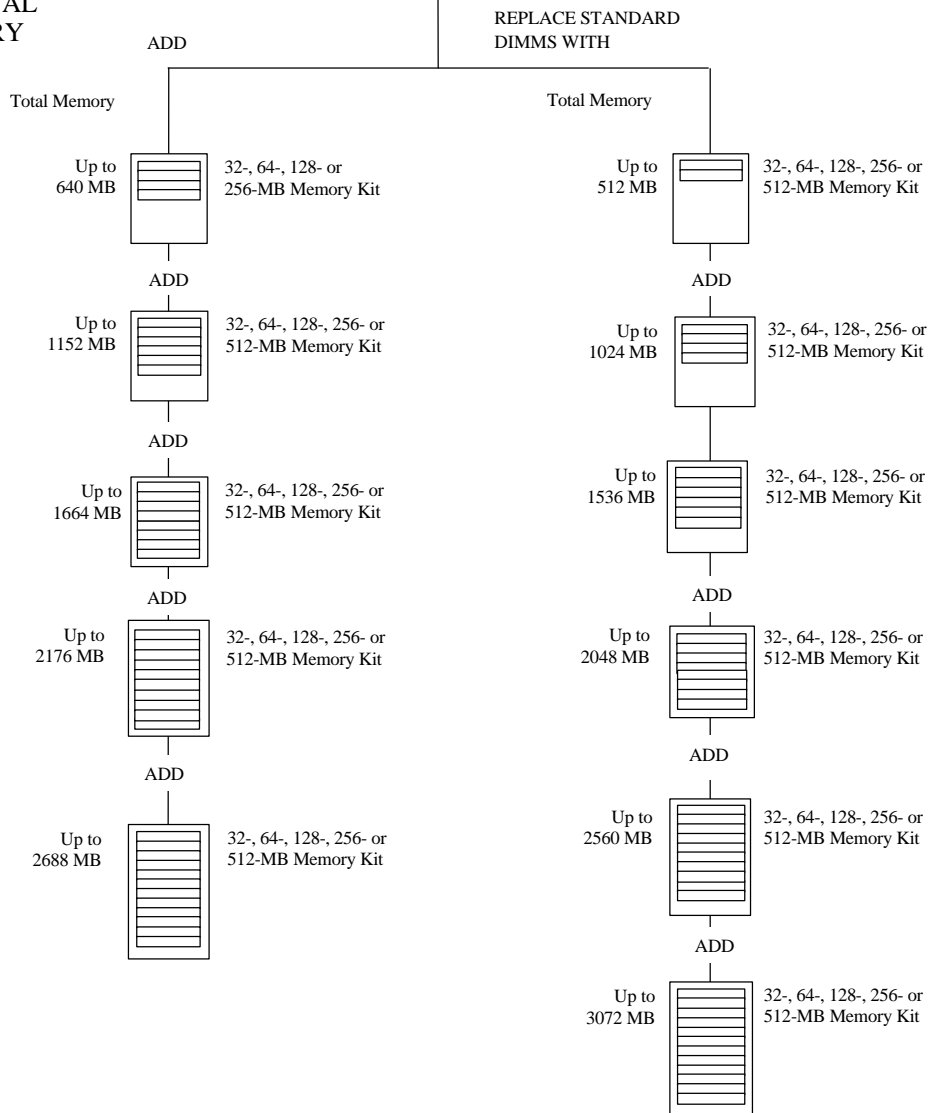 ADD
REPLACE STANDARD
DIMMS WITH
Total Memory
Up to
640 MB
32-, 64-, 128- or
256-MB Memory Kit
ADD
Up to
1152 MB
32-, 64-, 128-, 256- or
512-MB Memory Kit
ADD
Up to
1664 MB
32-, 64-, 128-, 256- or
512-MB Memory Kit
ADD
Up to
2176 MB
32-, 64-, 128-, 256- or
512-MB Memory Kit
ADD
Up to
2688 MB
32-, 64-, 128-, 256- or
512-MB Memory Kit
Total Memory
Up to
512 MB
32-, 64-, 128-, 256- or
512-MB Memory Kit
ADD
Up to
1024 MB
32-, 64-, 128-, 256- or
512-MB Memory Kit
Up to
1536 MB
32-, 64-, 128-, 256- or
512-MB Memory Kit
ADD
Up to
2048 MB
32-, 64-, 128-, 256- or
512-MB Memory Kit
ADD
Up to
2560 MB
32-, 64-, 128-, 256- or
512-MB Memory Kit
ADD
Up to
3072 MB
32-, 64-, 128-, 256- or
512-MB Memory Kit